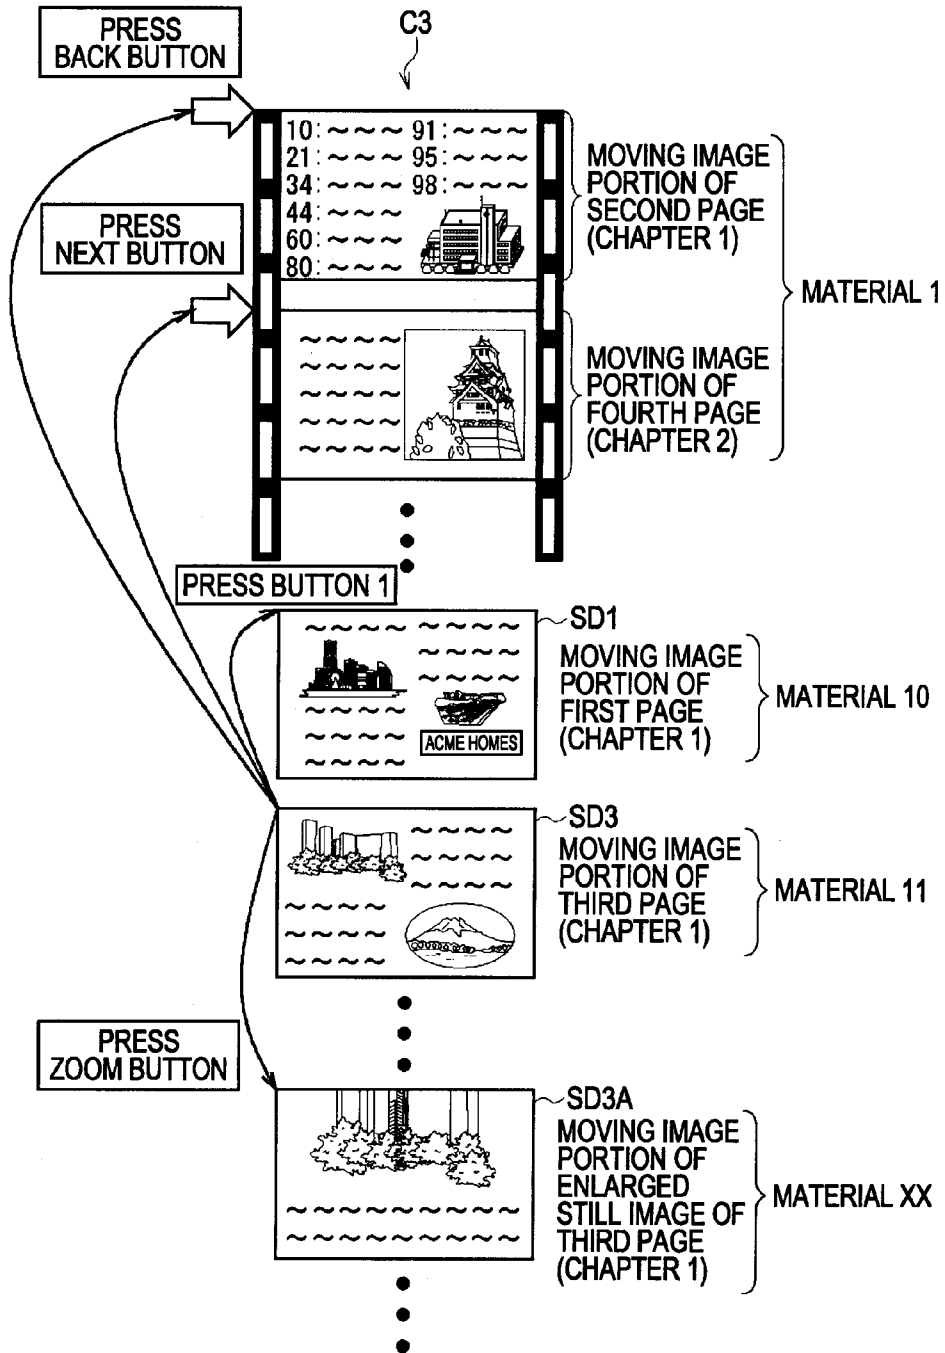 PRESS
BACK BUTTON
C3
10:~~~~ 91:~~~~
21:~~~~ 95:~~~~
34:~~~~ 98:~~~~
44:~~~~
60:~~~~
80:~~~~
MOVING IMAGE
PORTION OF
SECOND PAGE
(CHAPTER 1)
MATERIAL 1
PRESS
NEXT BUTTON
MOVING IMAGE
PORTION OF
FOURTH PAGE
(CHAPTER 2)
PRESS BUTTON 1
SD1
MOVING IMAGE
PORTION OF
FIRST PAGE
(CHAPTER 1)
MATERIAL 10
ACME HOMES
SD3
MOVING IMAGE
PORTION OF
THIRD PAGE
(CHAPTER 1)
MATERIAL 11
PRESS
ZOOM BUTTON
SD3A
MOVING IMAGE
PORTION OF
ENLARGED
STILL IMAGE OF
THIRD PAGE
(CHAPTER 1)
MATERIAL XX